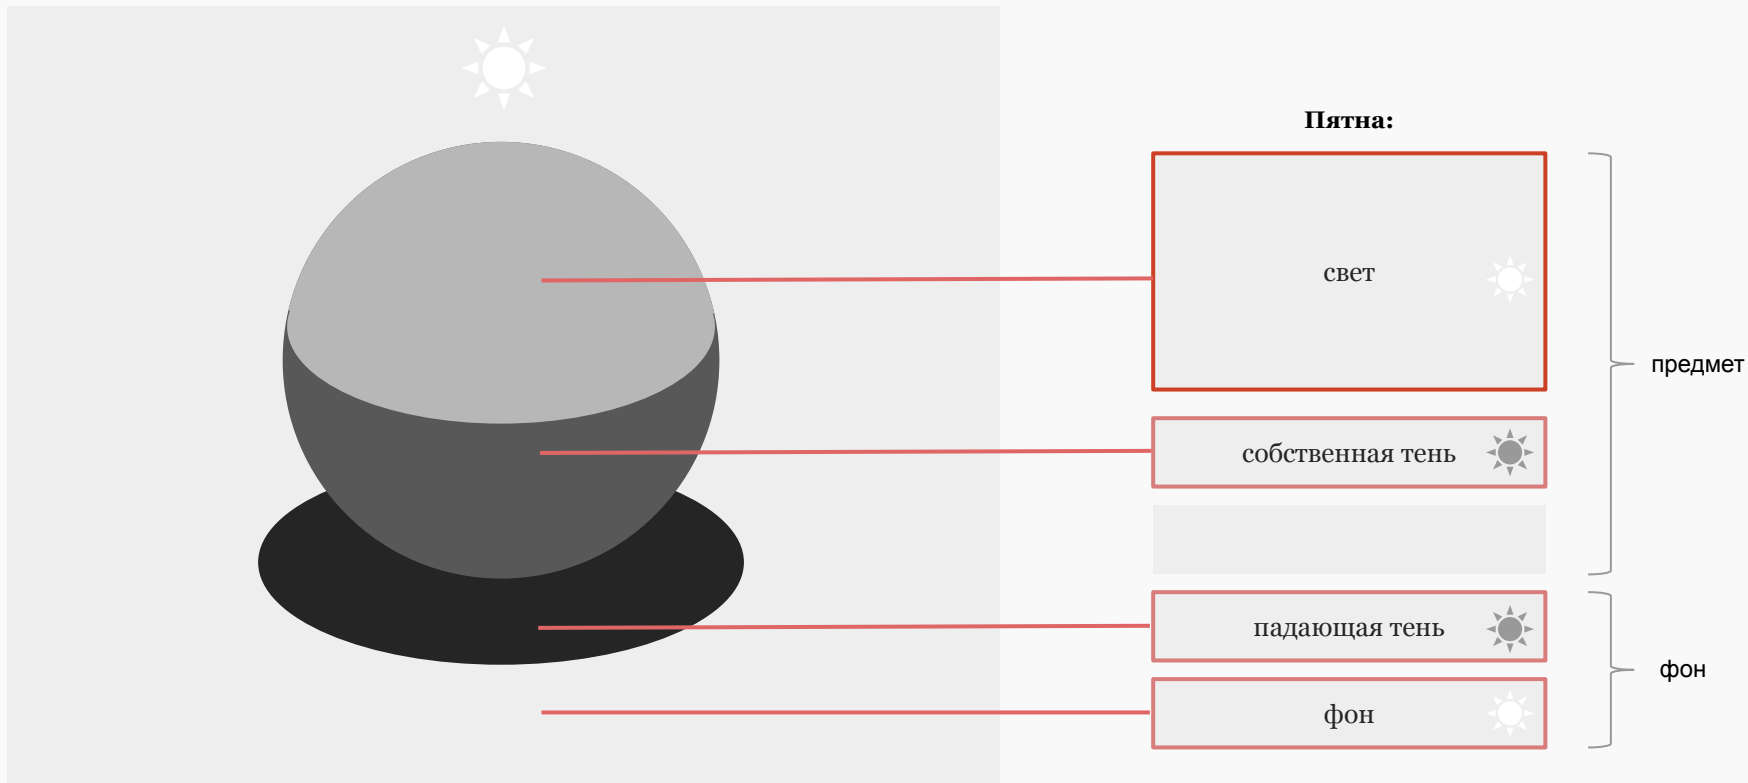 Пятна:
свет
предмет
собственная тень
падающая тень
фон
фон